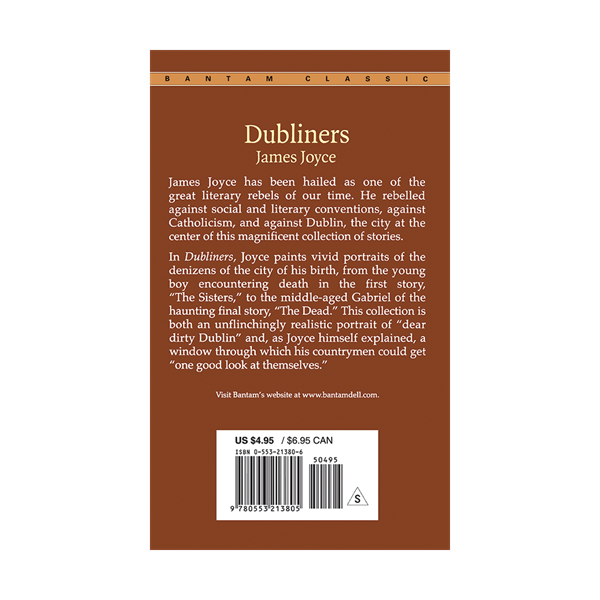 BANTAM CLASSIC
Dubliners
James Joyce
James Joyce has been hailed as one of the
great literary rebels of our time. He rebelled
against social and literary conventions, against
Catholicism, and against Dublin, the city at the
center of this magnificent collection of stories.
In Dubliners, Joyce paints vivid portraits of the
denizens of the city of his birth, from the young
boy encountering death in the first story,
“The Sisters,” to the middle-aged Gabriel of the
haunting final story, “The Dead.” This collection is
both an unflinchingly realistic portrait of “dear
dirty Dublin” and, as Joyce himself explained, a
window through which his countrymen could get
“one good look at themselves.”
Visit Bantam’s website at www.bantamdell.com.
US $4.95 / $6.95 CAN
ISBN 0-553-21380-6
50495
9 780553 213805
S